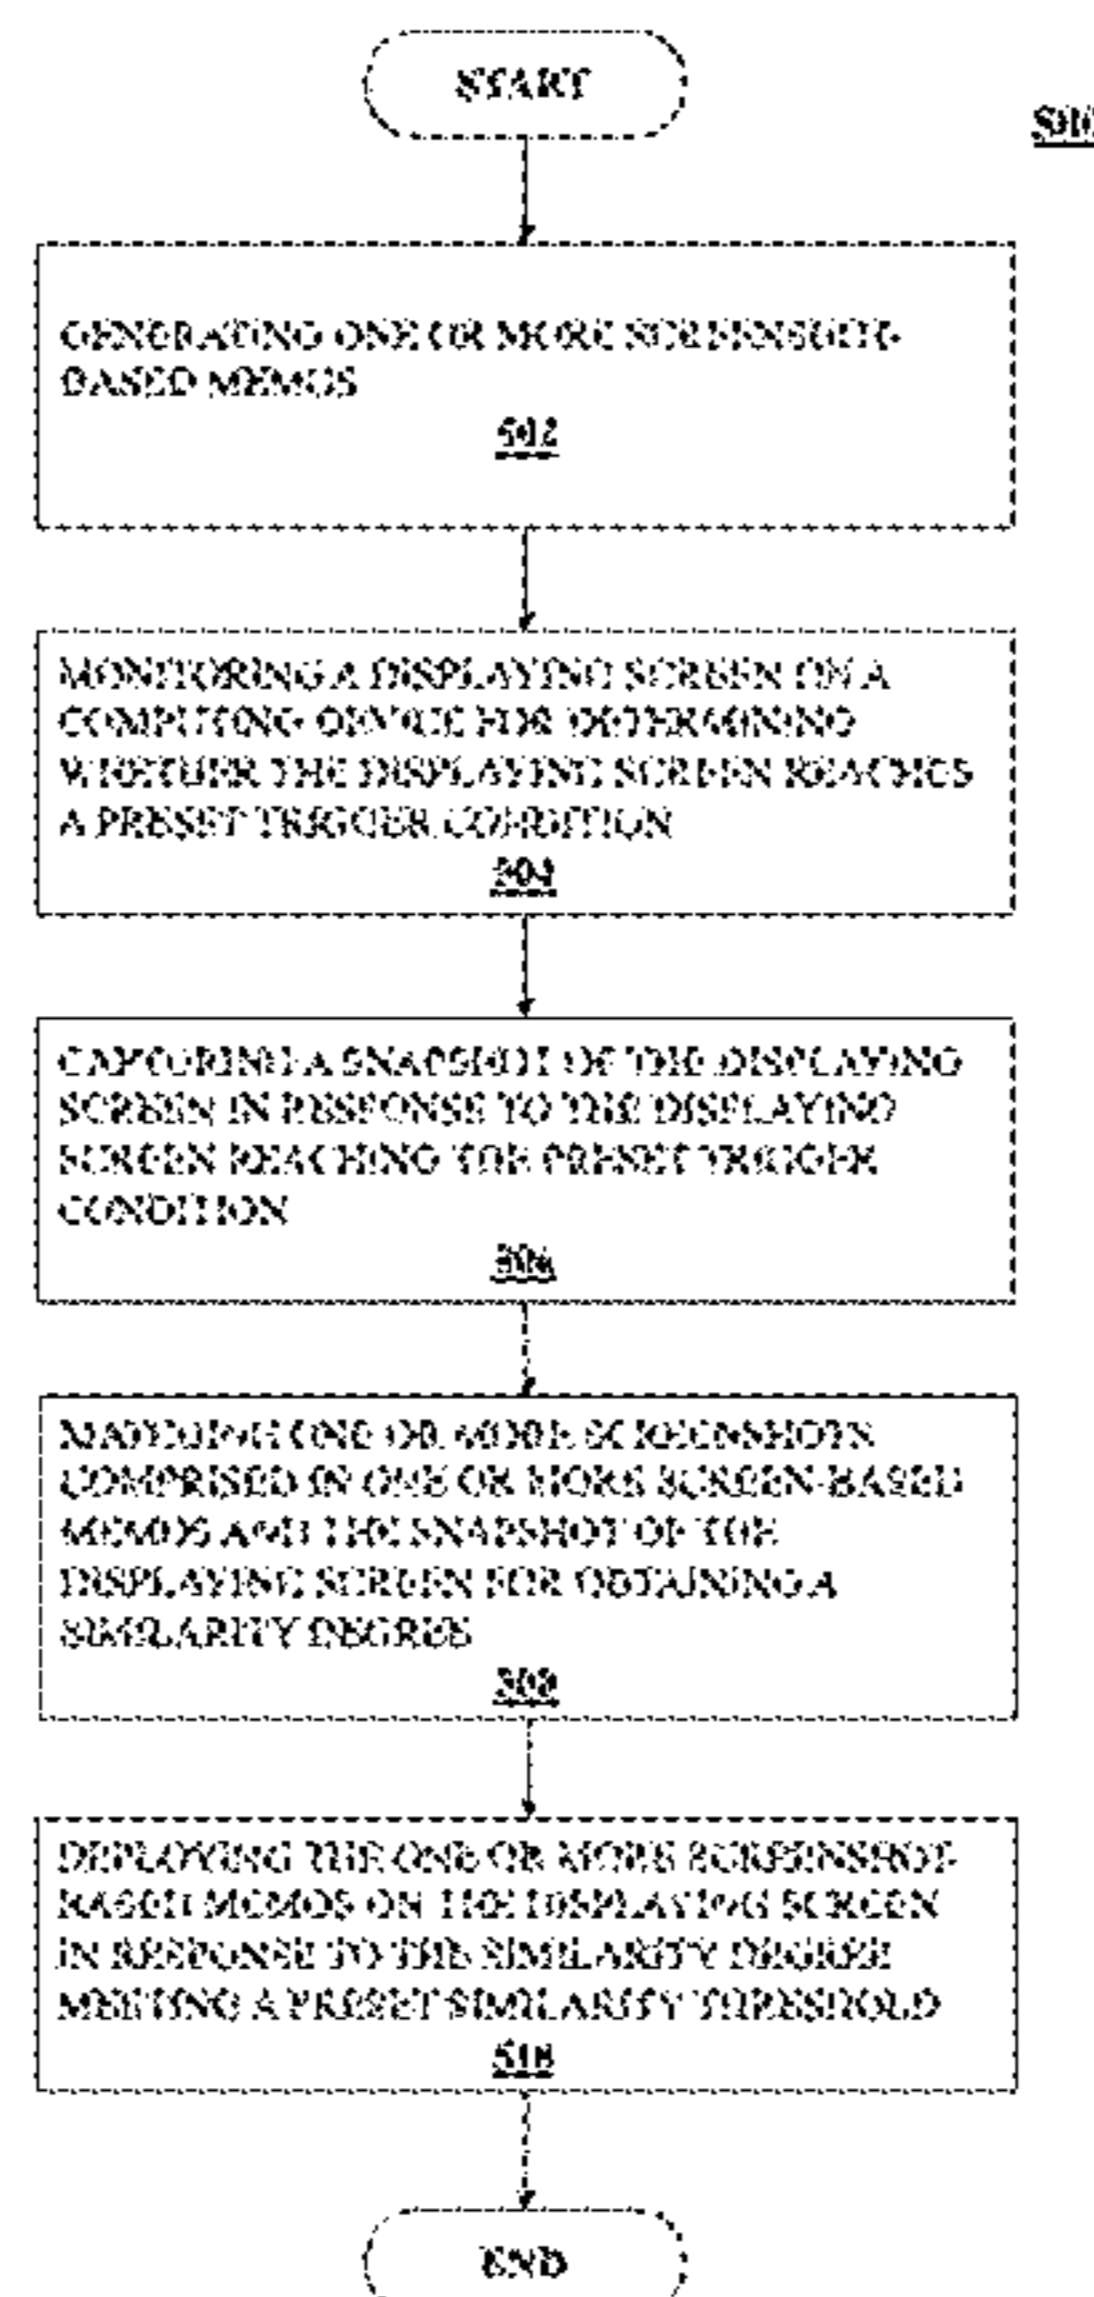 START
GENERATING ONE OR MORE SCREENSHOT-
BASED MEMOS
502
MONITORING A DISPLAYING SCREEN ON A
COMPUTING DEVICE FOR DETERMINING
WHETHER THE DISPLAYING SCREEN REACHES
A PRESET TRIGGER CONDITION
504
CAPTURING A SNAPSHOT OF THE DISPLAYING
SCREEN IN RESPONSE TO THE DISPLAYING
SCREEN REACHING THE PRESET TRIGGER
CONDITION
506
MATCHING ONE OR MORE SCREENSHOTS
COMPRISED IN ONE OR MORE SCREEN-BASED
MEMOS AND THE SNAPSHOT OF THE
DISPLAYING SCREEN FOR OBTAINING A
SIMILARITY DEGREE
508
DEPLOYING THE ONE OR MORE SCREENSHOT-
BASED MEMOS ON THE DISPLAYING SCREEN
IN RESPONSE TO THE SIMILARITY DEGREE
MEETING A PRESET SIMILARITY THRESHOLD
510
END